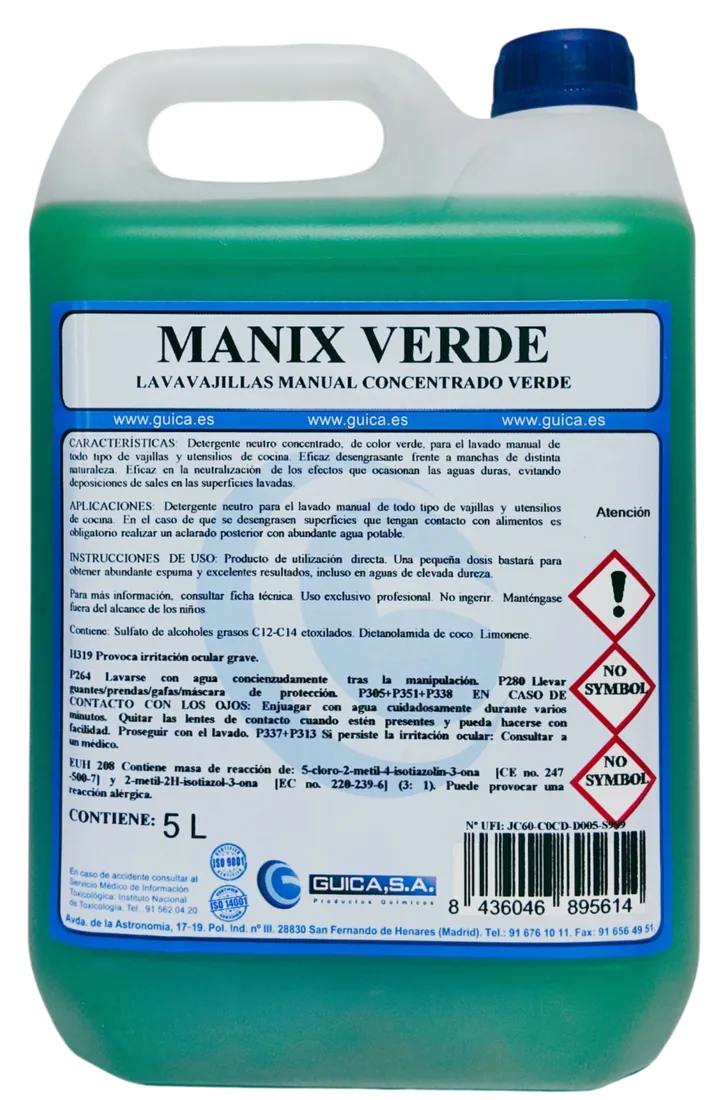 MANIX VERDE
LAVAVAJILLAS MANUAL CONCENTRADO VERDE
www.guica.es www.guica.es www.guica.es
CARACTERÍSTICAS: Detergente neutro concentrado, de color verde, para el lavado manual de
todo tipo de vajillas y utensilios de cocina. Eficaz desengrasante frente a manchas de distinta
naturaleza. Eficaz en la neutralización de los efectos que ocasionan las aguas duras, evitando
deposiciones de sales en las superficies lavadas.
APLICACIONES: Detergente neutro para el lavado manual de todo tipo de vajillas y utensilios
de cocina. En el caso de que se desengrasen superficies que tengan contacto con alimentos es
obligatorio realizar un aclarado posterior con abundante agua potable.
Atención
INSTRUCCIONES DE USO: Producto de utilización directa. Una pequeña dosis bastará para
obtener abundante espuma y excelentes resultados, incluso en aguas de elevada dureza.
Para más información, consultar ficha técnica. Uso exclusivo profesional. No ingerir. Manténgase
fuera del alcance de los niños.
Contiene: Sulfato de alcoholes grasos C12-C14 etoxilados. Dietanolamida de coco. Limonene.
H319 Provoca irritación ocular grave.
P264 Lavarse con agua concienzudamente tras la manipulación. P280 Llevar
guantes/prendas/gafas/máscara de protección. P305+P351+P338 EN CASO DE
CONTACTO CON LOS OJOS: Enjuagar con agua cuidadosamente durante varios
minutos. Quitar las lentes de contacto cuando estén presentes y pueda hacerse con
facilidad. Proseguir con el lavado. P337+P313 Si persiste la irritación ocular: Consultar a
un médico.
NO
SYMBOL
EUH 208 Contiene masa de reacción de: 5-cloro-2-metil-4-isotiazolin-3-ona [CE no. 247
-500-7] y 2-metil-2H-isotiazol-3-ona [EC no. 220-239-6] (3: 1). Puede provocar una
reacción alérgica.
NO
SYMBOL
CONTIENE: 5 L
Nº UFI: JC60-C0CD-D005-S9
En caso de accidente consultar al
Servicio Médico de Información
Toxicológica: Instituto Nacional
de Toxicología. Tel. 91 562 04 20
ISO 9001
ISO 14001
GUICA, S.A.
Productos Químicos
8 436046 895614
Avda. de la Astronomía, 17-19. Pol. Ind. nº III. 28830 San Fernando de Henares (Madrid). Tel.: 91 676 10 11. Fax: 91 656 49 51.